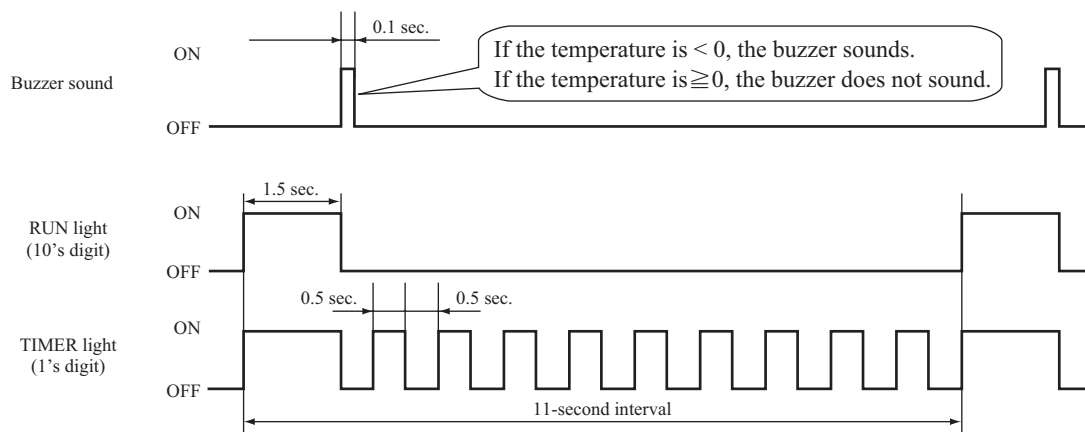 0.1 sec.
ON
If the temperature is < 0, the buzzer sounds.
If the temperature is ≧0, the buzzer does not sound.
Buzzer sound
OFF
1.5 sec.
ON
RUN light
(10’s digit)
OFF
0.5 sec.
0.5 sec.
ON
TIMER light
(1’s digit)
OFF
11-second interval